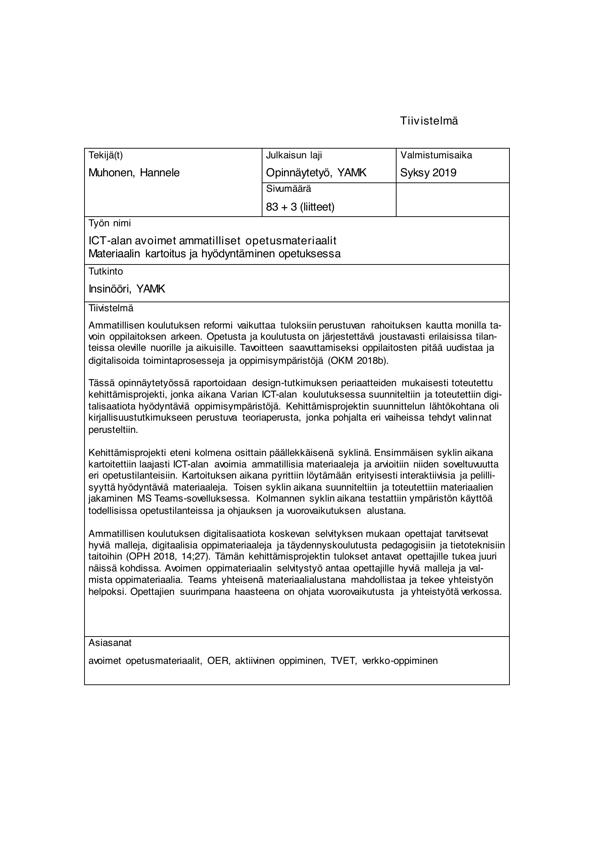 Tiivistelmä
Tekijä(t)
Muhonen, Hannele
Julkaisun laji
Opinnäytetyö, YAMK
Valmistumisaika
Syksy 2019
Sivumäärä
83 + 3 (liitteet)
Työn nimi
ICT-alan avoimet ammatilliset opetusmateriaalit
Materiaalin kartoitus ja hyödyntäminen opetuksessa
Tutkinto
Insinööri, YAMK
Tiivistelmä
Ammatillisen koulutuksen reformi vaikuttaa tuloksiin perustuvan rahoituksen kautta monilla ta-
voin oppilaitoksen arkeen. Opetusta ja koulutusta on järjestettävä joustavasti erilaisissa tilan-
teissa oleville nuorille ja aikuisille. Tavoitteen saavuttamiseksi oppilaitosten pitää uudistaa ja
digitalisoida toimintaprosesseja ja oppimisympäristöjä (OKM 2018b).
Tässä opinnäytetyössä raportoidaan design-tutkimuksen periaatteiden mukaisesti toteutettu
kehittämisprojekti, jonka aikana Varian ICT-alan koulutuksessa suunniteltiin ja toteutettiin digi-
talisaatiota hyödyntäviä oppimisympäristöjä. Kehittämisprojektin suunnittelun lähtökohtana oli
kirjallisuustutkimukseen perustuva teoriaperusta, jonka pohjalta eri vaiheissa tehdyt valinnat
perusteltiin.
Kehittämisprojekti eteni kolmena osittain päällekkäisenä syklinä. Ensimmäisen syklin aikana
kartoitettiin laajasti ICT-alan avoimia ammatillisia materiaaleja ja arvioitiin niiden soveltuvuutta
eri opetustilanteisiin. Kartoituksen aikana pyrittiin löytämään erityisesti interaktiivisia ja pelilli-
syyttä hyödyntäviä materiaaleja. Toisen syklin aikana suunniteltiin ja toteutettiin materiaalien
jakaminen MS Teams-sovelluksessa. Kolmannen syklin aikana testattiin ympäristön käyttöä
todellisissa opetustilanteissa ja ohjauksen ja vuorovaikutuksen alustana.
Ammatillisen koulutuksen digitalisaatiota koskevan selvityksen mukaan opettajat tarvitsevat
hyviä malleja, digitaalisia oppimateriaaleja ja täydennyskoulutusta pedagogisiin ja tietoteknisiin
taitoihin (OPH 2018, 14;27). Tämän kehittämisprojektin tulokset antavat opettajille tukea juuri
näissä kohdissa. Avoimen oppimateriaalin selvitystyö antaa opettajille hyviä malleja ja val-
mista oppimateriaalia. Teams yhteisenä materiaalialustana mahdollistaa ja tekee yhteistyön
helpoksi. Opettajien suurimpana haasteena on ohjata vuorovaikutusta ja yhteistyötä verkossa.
Asiasanat
avoimet opetusmateriaalit, OER, aktiivinen oppiminen, TVET, verkko-oppiminen